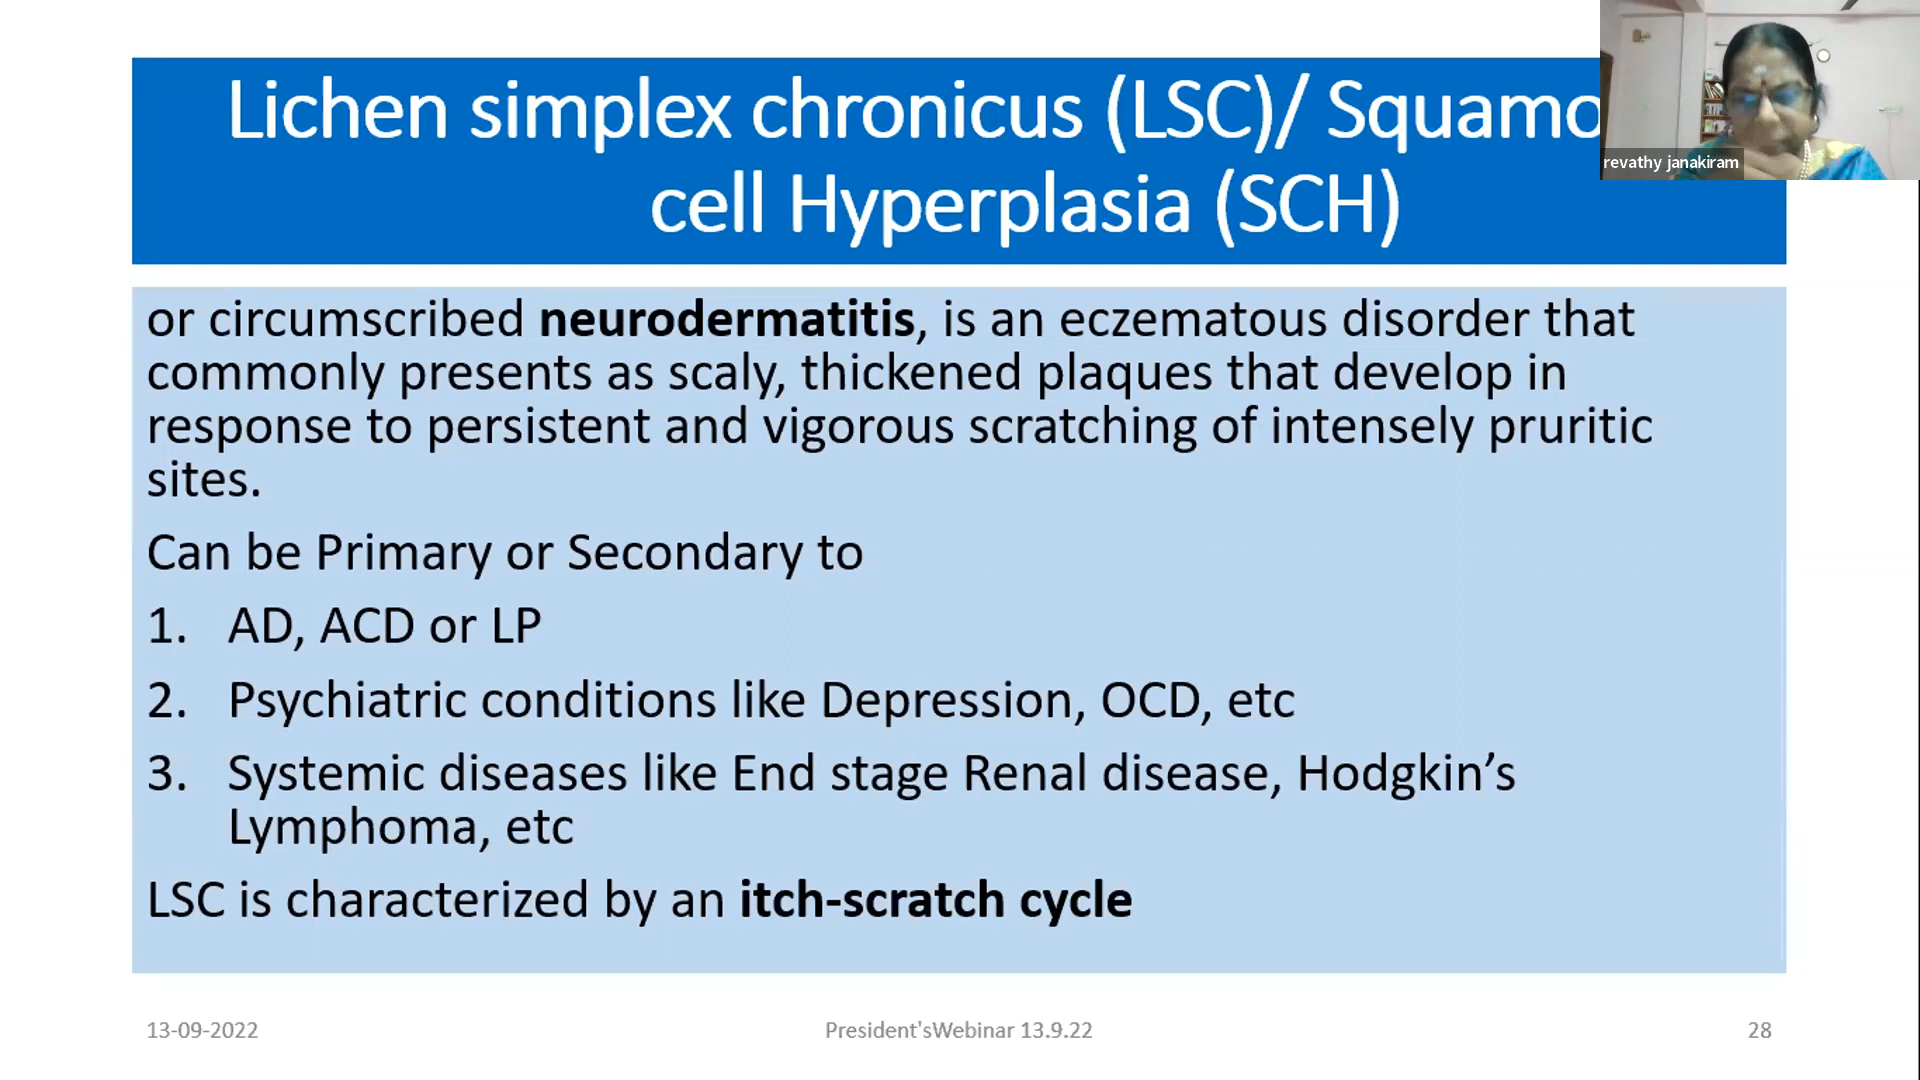 Lichen simplex chronicus (LSC)/ Squamo
cell Hyperplasia (SCH)
revathy janakiram
or circumscribed neurodermatitis, is an eczematous disorder that
commonly presents as scaly, thickened plaques that develop in
response to persistent and vigorous scratching of intensely pruritic
sites.
Can be Primary or Secondary to
1. AD, ACD or LP
2. Psychiatric conditions like Depression, OCD, etc
3. Systemic diseases like End stage Renal disease, Hodgkin’s
Lymphoma, etc
LSC is characterized by an itch-scratch cycle
13-09-2022
President'sWebinar 13.9.22
28